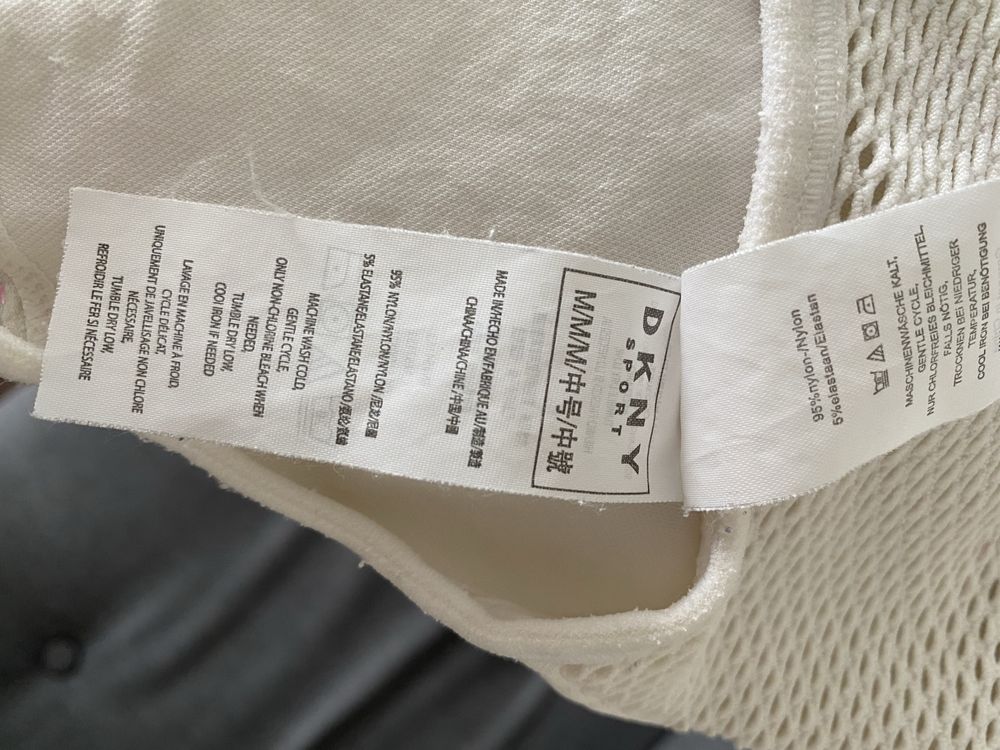 DKNY
SPORT
M/M/M/中号/中號
MADE IN/HECHO EN/FABRIQUE AU/
CHINA/CHINA/CHINE /中国/中國
95% NYLON/NYLON/NYLON /
5% ELASTANE/ELASTANE/ELASTANO /
MACHINE WASH COLD,
GENTLE CYCLE,
ONLY NON-CHLORINE BLEACH WHEN
NEEDED,
TUMBLE DRY LOW,
COOL IRON IF NEEDED
LAVAGE EN MACHINE À FROID,
CYCLE DÉLICAT,
UNIQUEMENT DE JAVELLISAGE NON CHLORE
NÉCESSAIRE,
TUMBLE DRY LOW,
REFROIDIR LE FER SI NÉCESSAIRE
95%nylon-Nylon
5%elastaan/Elastan
MASCHINENWÄSCHE KALT,
GENTLE CYCLE,
NUR CHLORFREIES BLEICHMITTEL,
FALLS NÖTIG,
TROCKNEN BEI NIEDRIGER
TEMPERATUR,
COOL IRON BEI BENÖTIGUNG